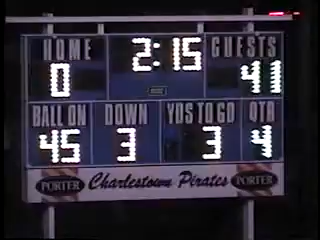 HOME 2:15 GUESTS
0 41
BALL ON DOWN YDS TO GO QTR
45 3 3 4
PORTER Charlestown Pirates PORTER